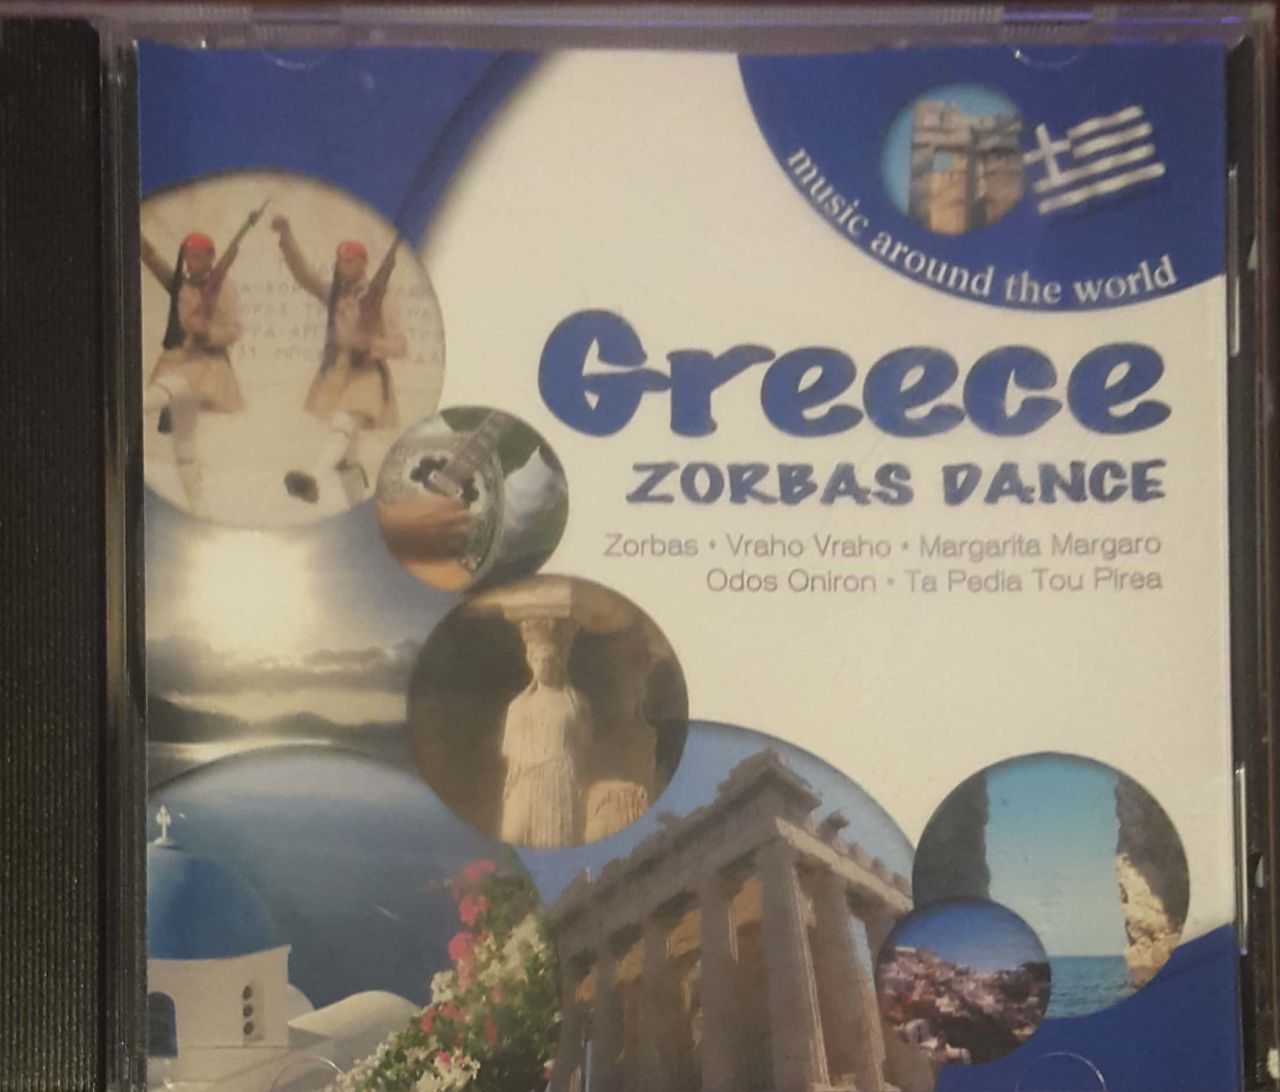 music around the world
Greece
ZORBAS DANCE
Zorbas • Vraho Vraho • Margarita Margaro
Odos Oniron • Ta Pedia Tou Pirea